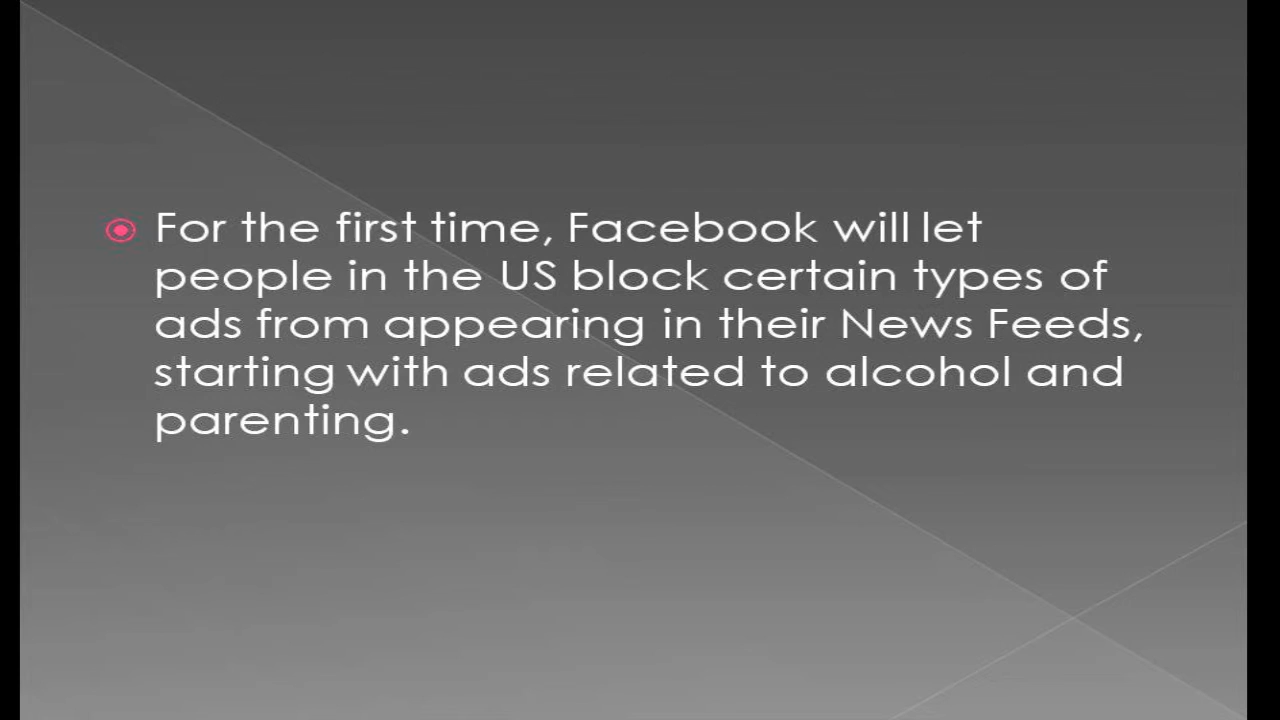 For the first time, Facebook will let
people in the US block certain types of
ads from appearing in their News Feeds,
starting with ads related to alcohol and
parenting.